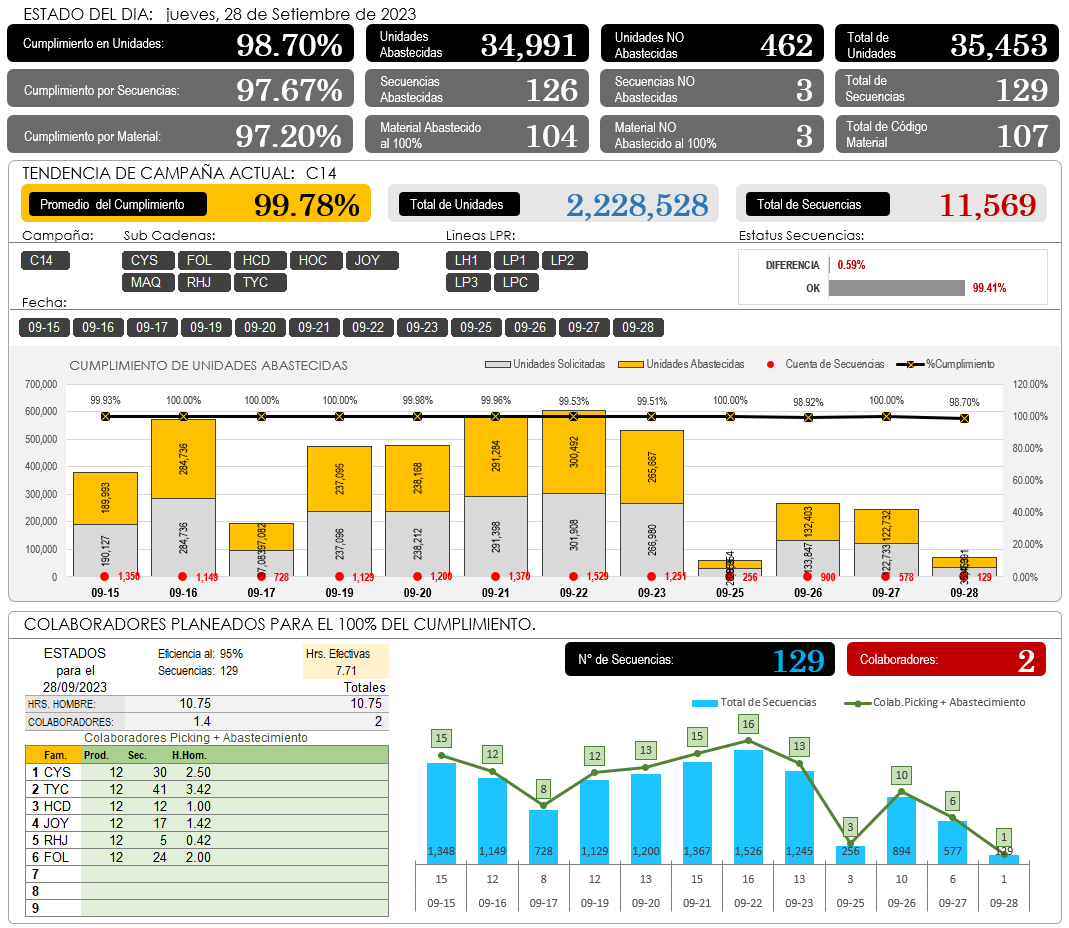 ESTADO DEL DIA: jueves, 28 de Setiembre de 2023
Cumplimiento en Unidades: 98.70%
Unidades Abastecidas 34,991
Unidades NO Abastecidas 462
Total de Unidades 35,453
Cumplimiento por Secuencias: 97.67%
Secuencias Abastecidas 126
Secuencias NO Abastecidas 3
Total de Secuencias 129
Cumplimiento por Material: 97.20%
Material Abastecido al 100% 104
Material NO Abastecido al 100% 3
Total de Código Material 107
TENDENCIA DE CAMPAÑA ACTUAL: C14
Promedio del Cumplimiento 99.78%
Total de Unidades 2,228,528
Total de Secuencias 11,569
Campaña: Sub Cadenas: Lineas LPR: Estatus Secuencias:
C14 CYS FOL HCD HOC JOY LH1 LP1 LP2
MAQ RHJ TYC LP3 LPC
DIFERENCIA 0.59%
OK 99.41%
Fecha:
09-15 09-16 09-17 09-19 09-20 09-21 09-22 09-23 09-25 09-26 09-27 09-28
CUMPLIMIENTO DE UNIDADES ABASTECIDAS
Unidades Solicitadas Unidades Abastecidas Cuenta de Secuencias %Cumplimiento
700,000 120.00%
99.93% 100.00% 100.00% 100.00% 99.98% 99.96% 99.53% 99.51% 100.00% 98.92% 100.00% 98.70%
600,000 100.00%
500,000 80.00%
400,000 60.00%
300,000 40.00%
200,000 20.00%
100,000 0.00%
0
189,993 284,736 97,082 237,095 238,168 291,284 300,492 265,667 132,403 122,732
190,127 284,736 237,096 238,212 291,398 301,908 266,980 133,847 122,733
1,350 1,149 728 1,129 1,200 1,370 1,529 1,251 256 900 578 129
09-15 09-16 09-17 09-19 09-20 09-21 09-22 09-23 09-25 09-26 09-27 09-28
COLABORADORES PLANEADOS PARA EL 100% DEL CUMPLIMIENTO.
ESTADOS Eficiencia al: 95% Hrs. Efectivas
para el Secuencias: 129 7.71
28/09/2023 Totales
HRS. HOMBRE: 10.75 10.75
COLABORADORES: 1.4 2
Colaboradores Picking + Abastecimiento
Fam. Prod. Sec. H.Hom.
1 CYS 12 30 2.50
2 TYC 12 41 3.42
3 HCD 12 12 1.00
4 JOY 12 17 1.42
5 RHJ 12 5 0.42
6 FOL 12 24 2.00
7
8
9
N° de Secuencias: 129
Colaboradores: 2
Total de Secuencias Colab.Picking + Abastecimiento
15 12 8 12 13 15 16 13 3 10 6 1
1,348 1,149 728 1,129 1,200 1,367 1,526 1,245 256 894 577 129
15 12 8 12 13 15 16 13 3 10 6 1
09-15 09-16 09-17 09-19 09-20 09-21 09-22 09-23 09-25 09-26 09-27 09-28